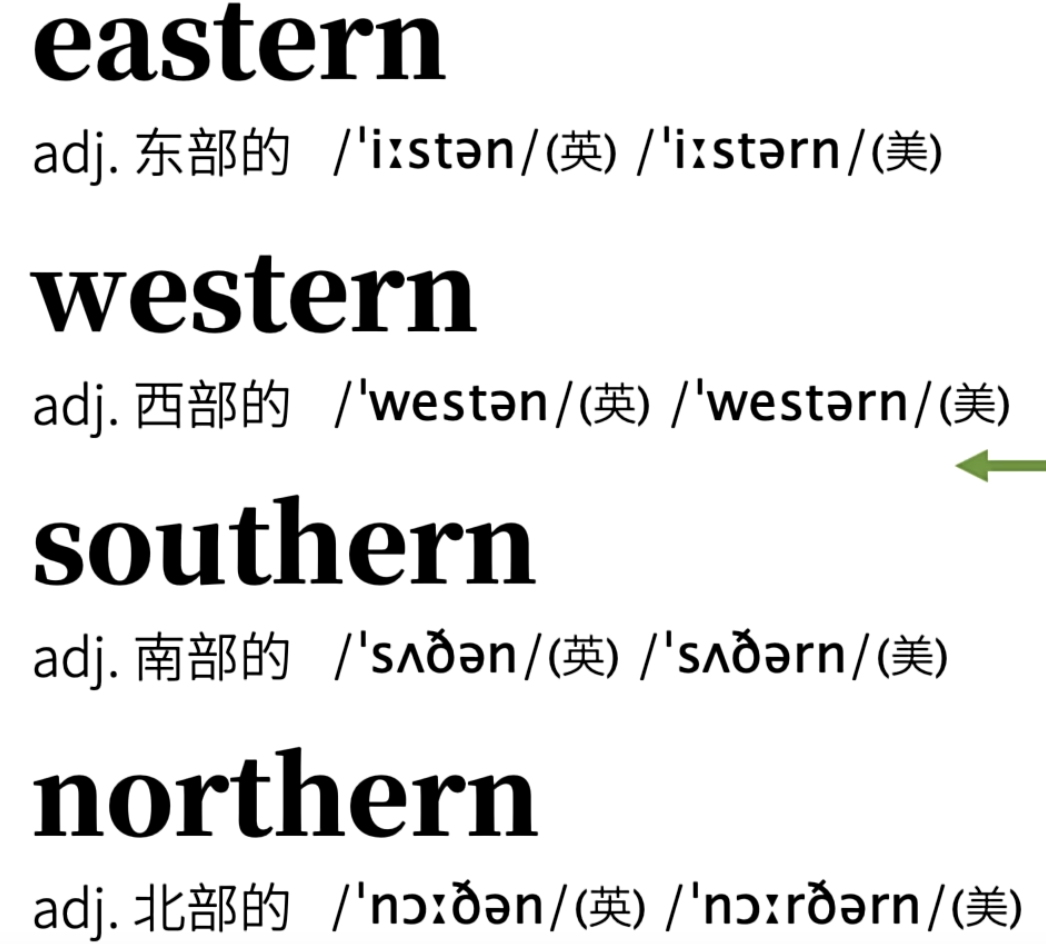 eastern
adj. 东部的 /ˈiːstən/(英) /ˈiːstərn/(美)
western
adj. 西部的 /ˈwestən/(英) /ˈwestərn/(美)
southern
adj. 南部的 /ˈsʌðən/(英) /ˈsʌðərn/(美)
northern
adj. 北部的 /ˈnɔːðən/(英) /ˈnɔːrðərn/(美)